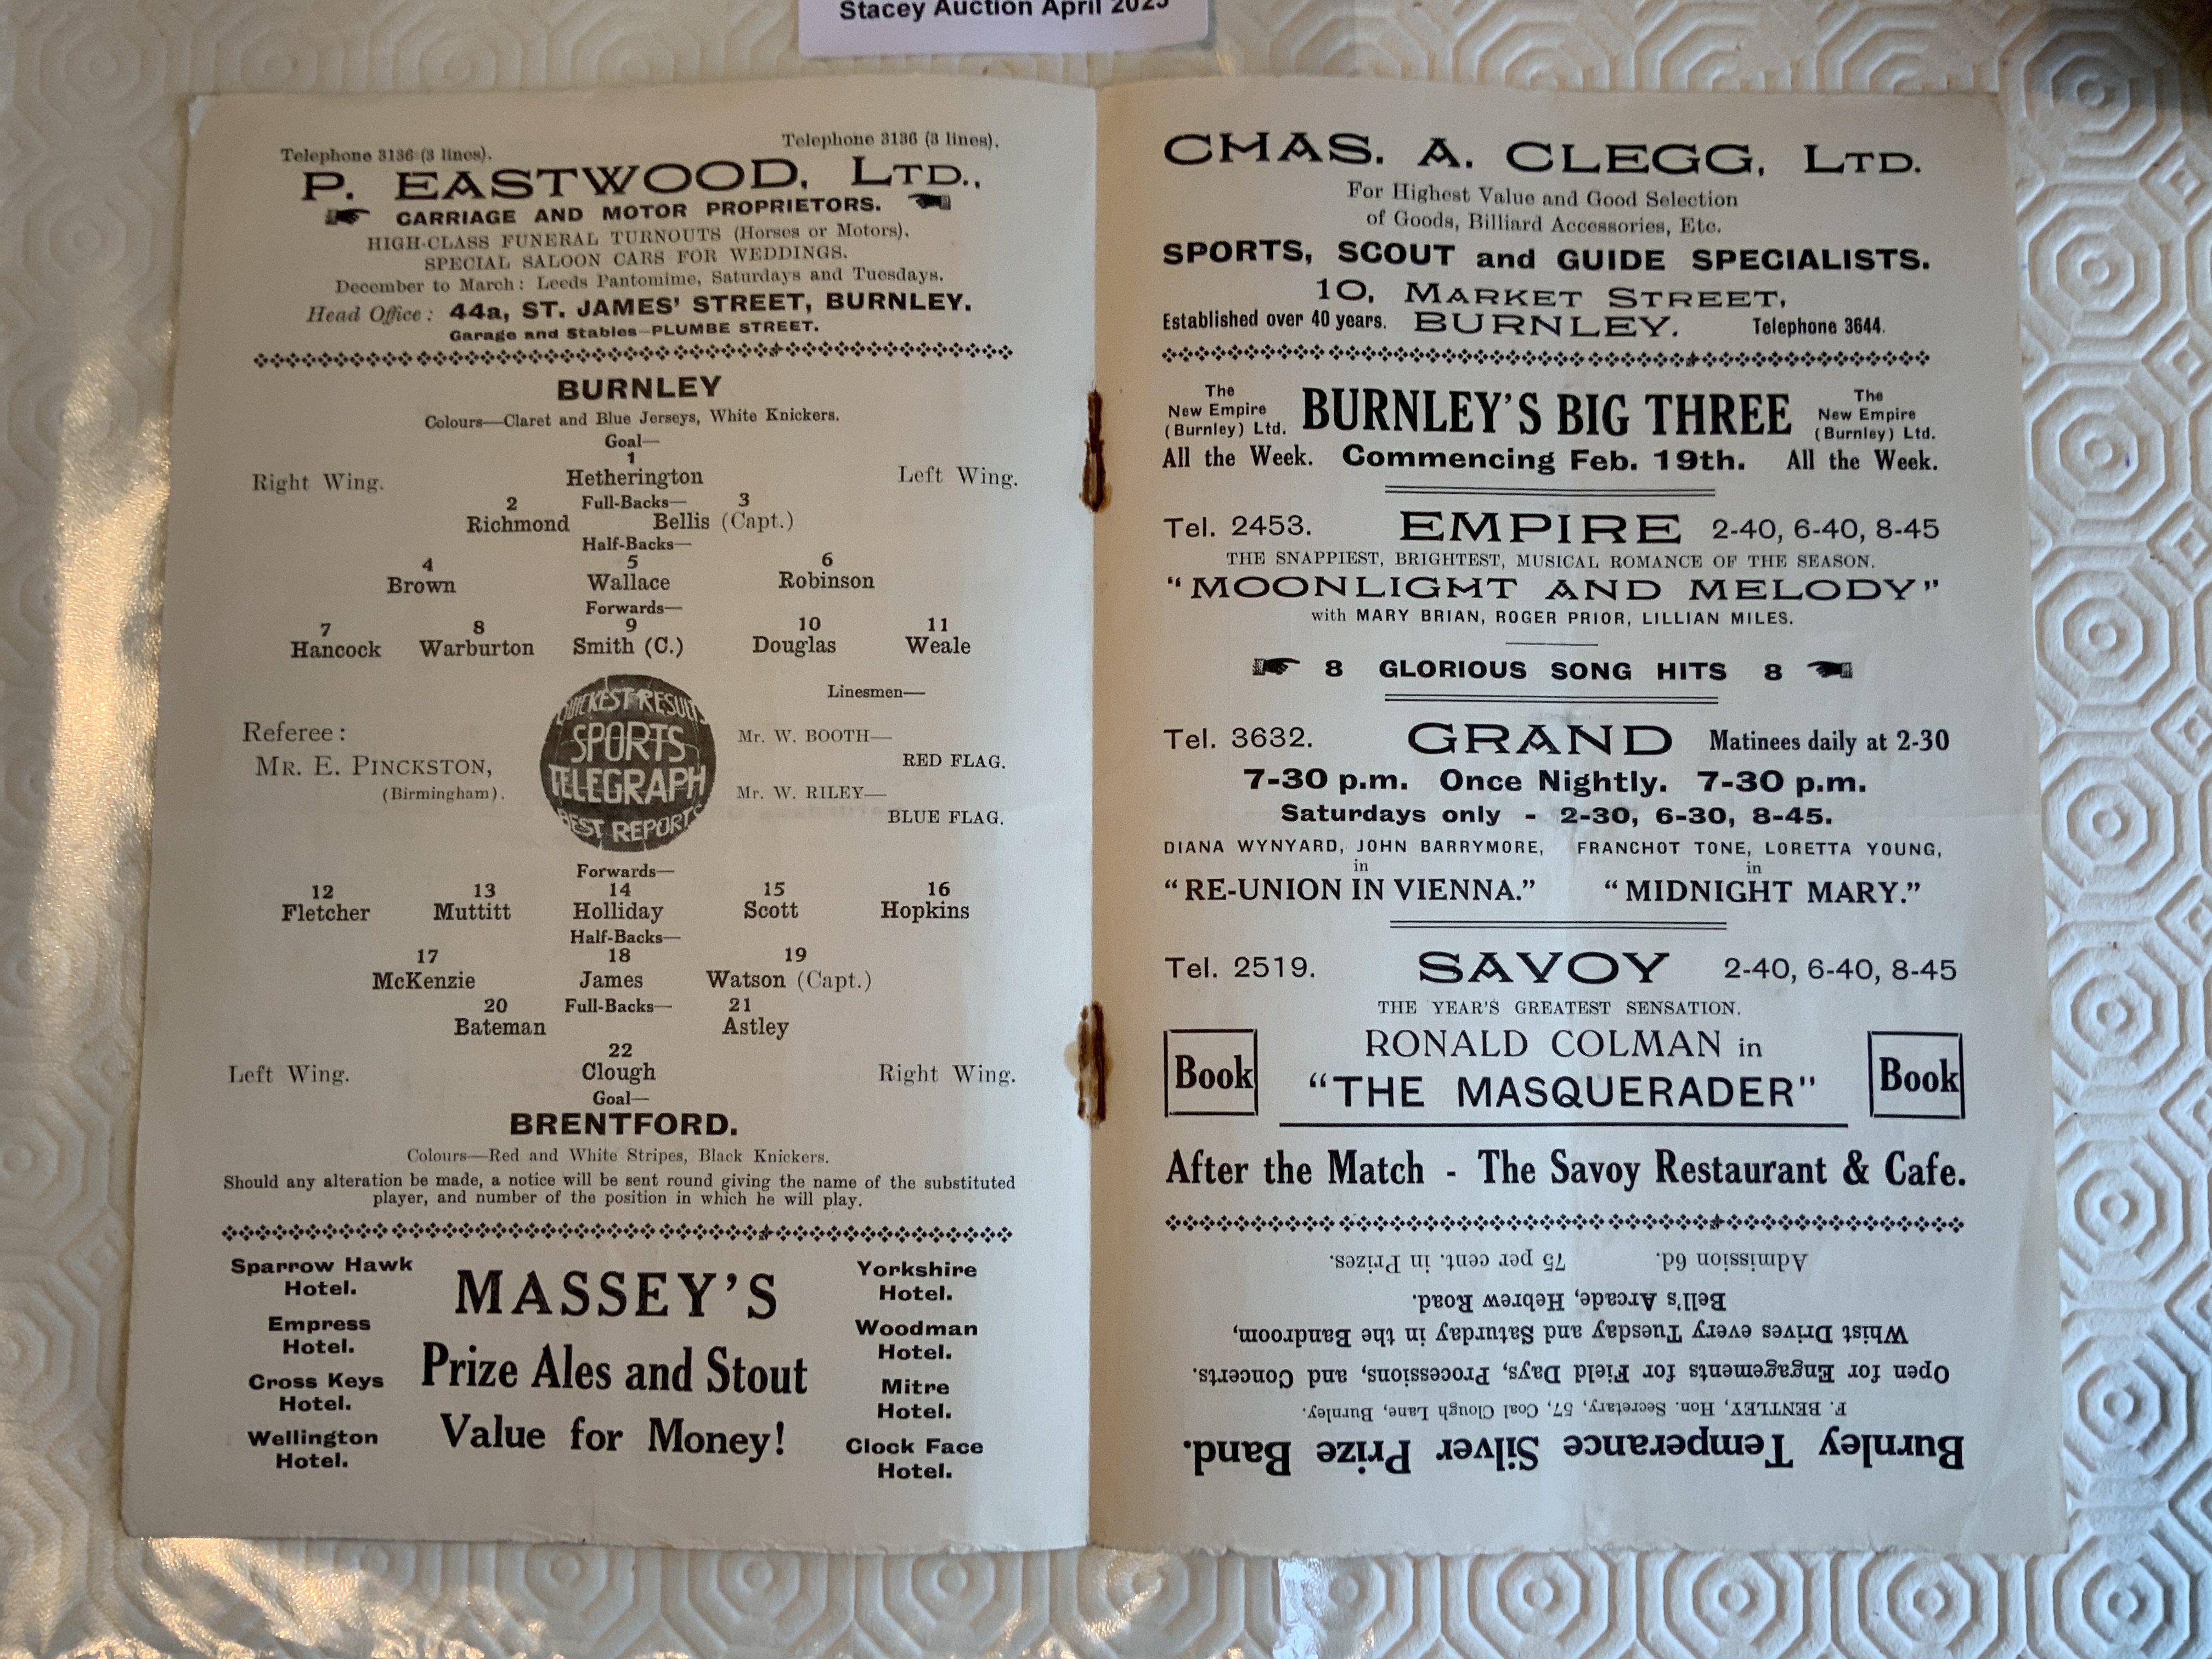 Stacey Auction April 2025
Telephone 3136 (3 lines). Telephone 3136 (3 lines).
P. EASTWOOD, LTD.,
CARRIAGE AND MOTOR PROPRIETORS.
HIGH-CLASS FUNERAL TURNOUTS (Horses or Motors).
SPECIAL SALOON CARS FOR WEDDINGS.
December to March: Leeds Pantomime, Saturdays and Tuesdays.
Head Office: 44a, ST. JAMES' STREET, BURNLEY.
Garage and Stables—PLUMBE STREET.
BURNLEY
Colours—Claret and Blue Jerseys, White Knickers.
Goal—
1
Right Wing. Hetherington Left Wing.
2 Full-Backs— 3
Richmond Bellis (Capt.)
Half-Backs—
4 5 6
Brown Wallace Robinson
Forwards—
7 8 9 10 11
Hancock Warburton Smith (C.) Douglas Weale
Linesmen—
Referee:
MR. E. PINCKSTON,
(Birmingham).
QUICKEST RESULTS
SPORTS
TELEGRAPH
BEST REPORTS
Mr. W. BOOTH—
RED FLAG.
Mr. W. RILEY—
BLUE FLAG.
Forwards—
12 13 14 15 16
Fletcher Muttitt Holliday Scott Hopkins
Half-Backs—
17 18 19
McKenzie James Watson (Capt.)
20 Full-Backs— 21
Bateman Astley
22
Left Wing. Clough Right Wing.
Goal—
BRENTFORD.
Colours—Red and White Stripes, Black Knickers.
Should any alteration be made, a notice will be sent round giving the name of the substituted
player, and number of the position in which he will play.
Sparrow Hawk
Hotel.
Empress
Hotel.
Cross Keys
Hotel.
Wellington
Hotel.
MASSEY'S
Prize Ales and Stout
Value for Money!
Yorkshire
Hotel.
Woodman
Hotel.
Mitre
Hotel.
Clock Face
Hotel.
CHAS. A. CLEGG, LTD.
For Highest Value and Good Selection
of Goods, Billiard Accessories, Etc.
SPORTS, SCOUT and GUIDE SPECIALISTS.
10, MARKET STREET,
Established over 40 years. BURNLEY. Telephone 3644.
The
New Empire
(Burnley) Ltd.
BURNLEY'S BIG THREE
The
New Empire
(Burnley) Ltd.
All the Week. Commencing Feb. 19th. All the Week.
Tel. 2453. EMPIRE 2-40, 6-40, 8-45
THE SNAPPIEST, BRIGHTEST, MUSICAL ROMANCE OF THE SEASON.
"MOONLIGHT AND MELODY"
with MARY BRIAN, ROGER PRIOR, LILLIAN MILES.
8 GLORIOUS SONG HITS 8
Tel. 3632. GRAND Matinees daily at 2-30
7-30 p.m. Once Nightly. 7-30 p.m.
Saturdays only - 2-30, 6-30, 8-45.
DIANA WYNYARD, JOHN BARRYMORE, FRANCHOT TONE, LORETTA YOUNG,
in in
"RE-UNION IN VIENNA." "MIDNIGHT MARY."
Tel. 2519. SAVOY 2-40, 6-40, 8-45
THE YEAR'S GREATEST SENSATION.
RONALD COLMAN in
Book "THE MASQUERADER" Book
After the Match - The Savoy Restaurant & Cafe.
Burnley Temperance Silver Prize Band.
F. BENTLEY, Hon. Secretary, 57, Coal Clough Lane, Burnley.
Open for Engagements for Field Days, Processions, and Concerts.
Whist Drives every Tuesday and Saturday in the Bandroom,
Bell's Arcade, Hebrew Road.
Admission 6d. 75 per cent. in Prizes.